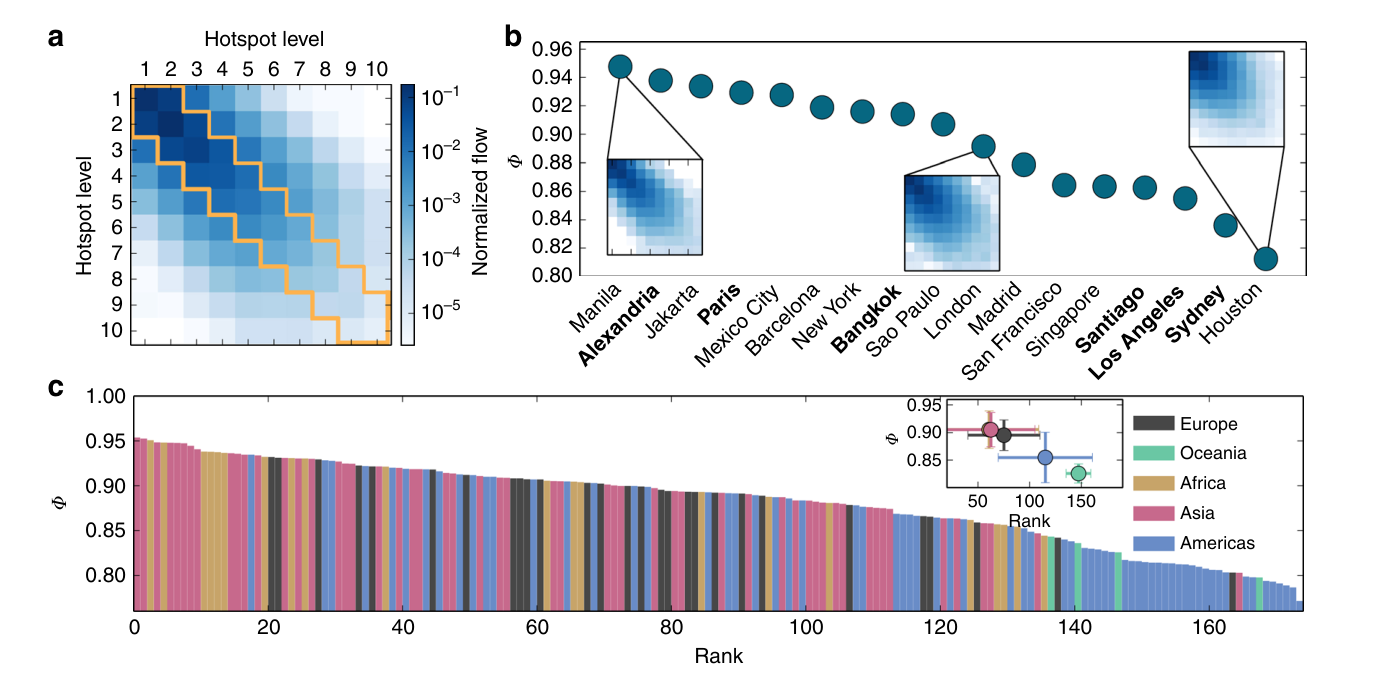 a
Hotspot level
1 2 3 4 5 6 7 8 9 10
Hotspot level
1
2
3
4
5
6
7
8
9
10
10⁻¹
10⁻²
10⁻³
10⁻⁴
10⁻⁵
Normalized flow
b
Φ
0.96
0.94
0.92
0.90
0.88
0.86
0.84
0.82
0.80
Manila
Alexandria
Jakarta
Paris
Mexico City
Barcelona
New York
Bangkok
Sao Paulo
London
Madrid
San Francisco
Singapore
Santiago
Los Angeles
Sydney
Houston
c
Φ
1.00
0.95
0.90
0.85
0.80
0 20 40 60 80 100 120 140 160
Rank
Φ
0.95
0.90
0.85
50 100 150
Rank
Europe
Oceania
Africa
Asia
Americas